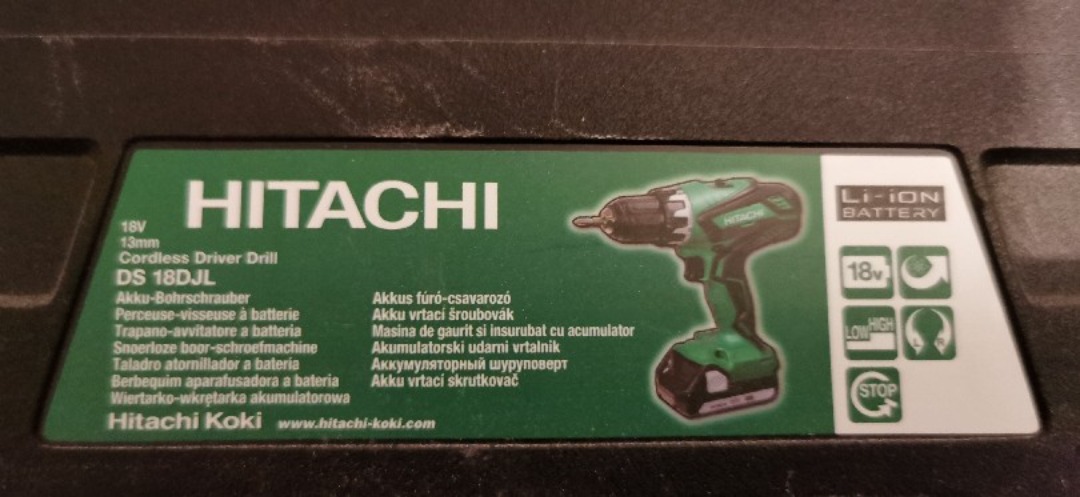 HITACHI
18V
13mm
Cordless Driver Drill
DS 18DJL
Akku-Bohrschrauber
Perceuse-visseuse à batterie
Trapano-avvitatore a batteria
Snoerloze boor-schroefmachine
Taladro atornillador a batería
Berbequim aparafusadora a bateria
Wiertarko-wkrętarka akumulatorowa
Akkus fúró-csavarozó
Akku vrtací šroubovák
Masina de gaurit si insurubat cu acumulator
Akumulatorski udarni vrtalnik
Аккумуляторный шуруповерт
Akku vrtací skrutkovač
Hitachi Koki www.hitachi-koki.com
HITACHI
Li-ion
BATTERY
18v
LOW HIGH
L R
STOP